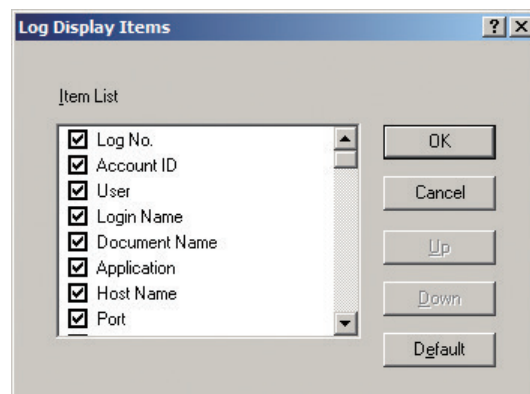 Log Display Items
Item List
Log No.
Account ID
User
Login Name
Document Name
Application
Host Name
Port
OK
Cancel
Up
Down
Default